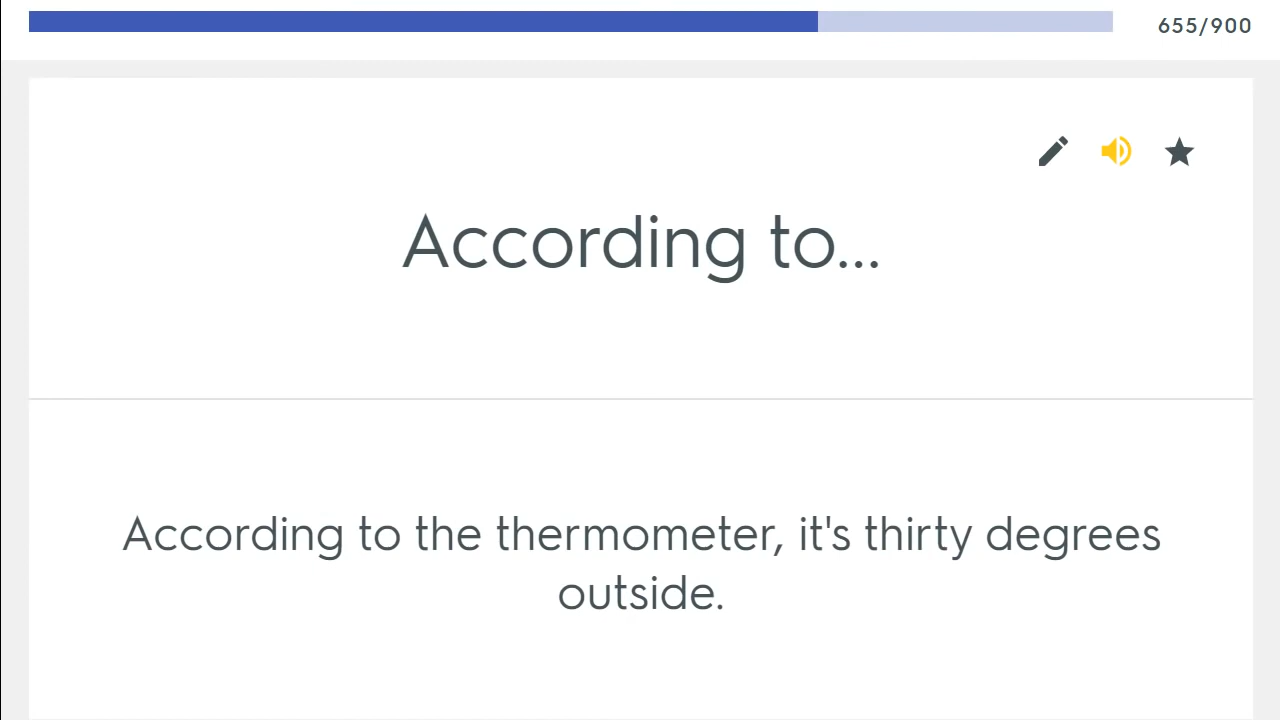 655/900
According to...
According to the thermometer, it's thirty degrees
outside.